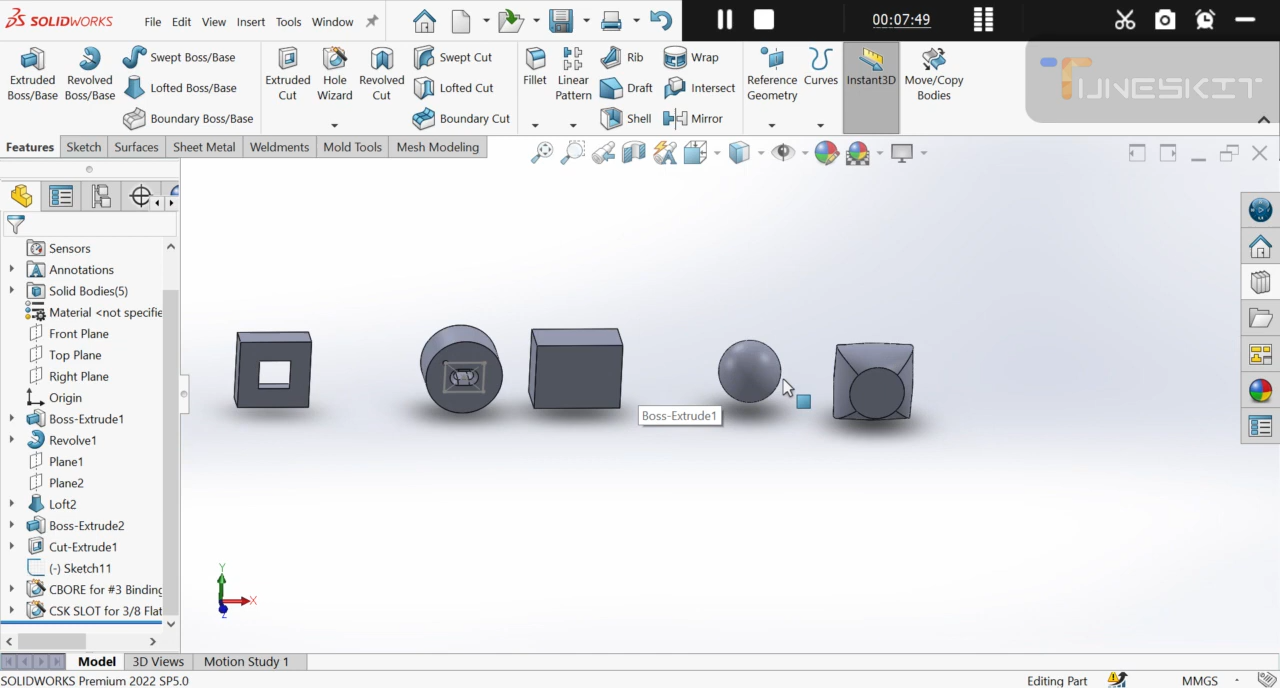 SOLIDWORKS File Edit View Insert Tools Window 00:07:49
Extruded Boss/Base
Revolved Boss/Base
Swept Boss/Base
Lofted Boss/Base
Boundary Boss/Base
Extruded Cut
Hole Wizard
Revolved Cut
Swept Cut
Lofted Cut
Boundary Cut
Fillet
Linear Pattern
Rib
Draft
Shell
Wrap
Intersect
Mirror
Reference Geometry
Curves
Instant3D
Move/Copy Bodies
TUNESKIT
Features Sketch Surfaces Sheet Metal Weldments Mold Tools Mesh Modeling
Sensors
Annotations
Solid Bodies(5)
Material <not specifie
Front Plane
Top Plane
Right Plane
Origin
Boss-Extrude1
Revolve1
Plane1
Plane2
Loft2
Boss-Extrude2
Cut-Extrude1
(-) Sketch11
CBORE for #3 Binding
CSK SLOT for 3/8 Flat
Boss-Extrude1
Y
X
Z
Model 3D Views Motion Study 1
SOLIDWORKS Premium 2022 SP5.0 Editing Part MMGS -